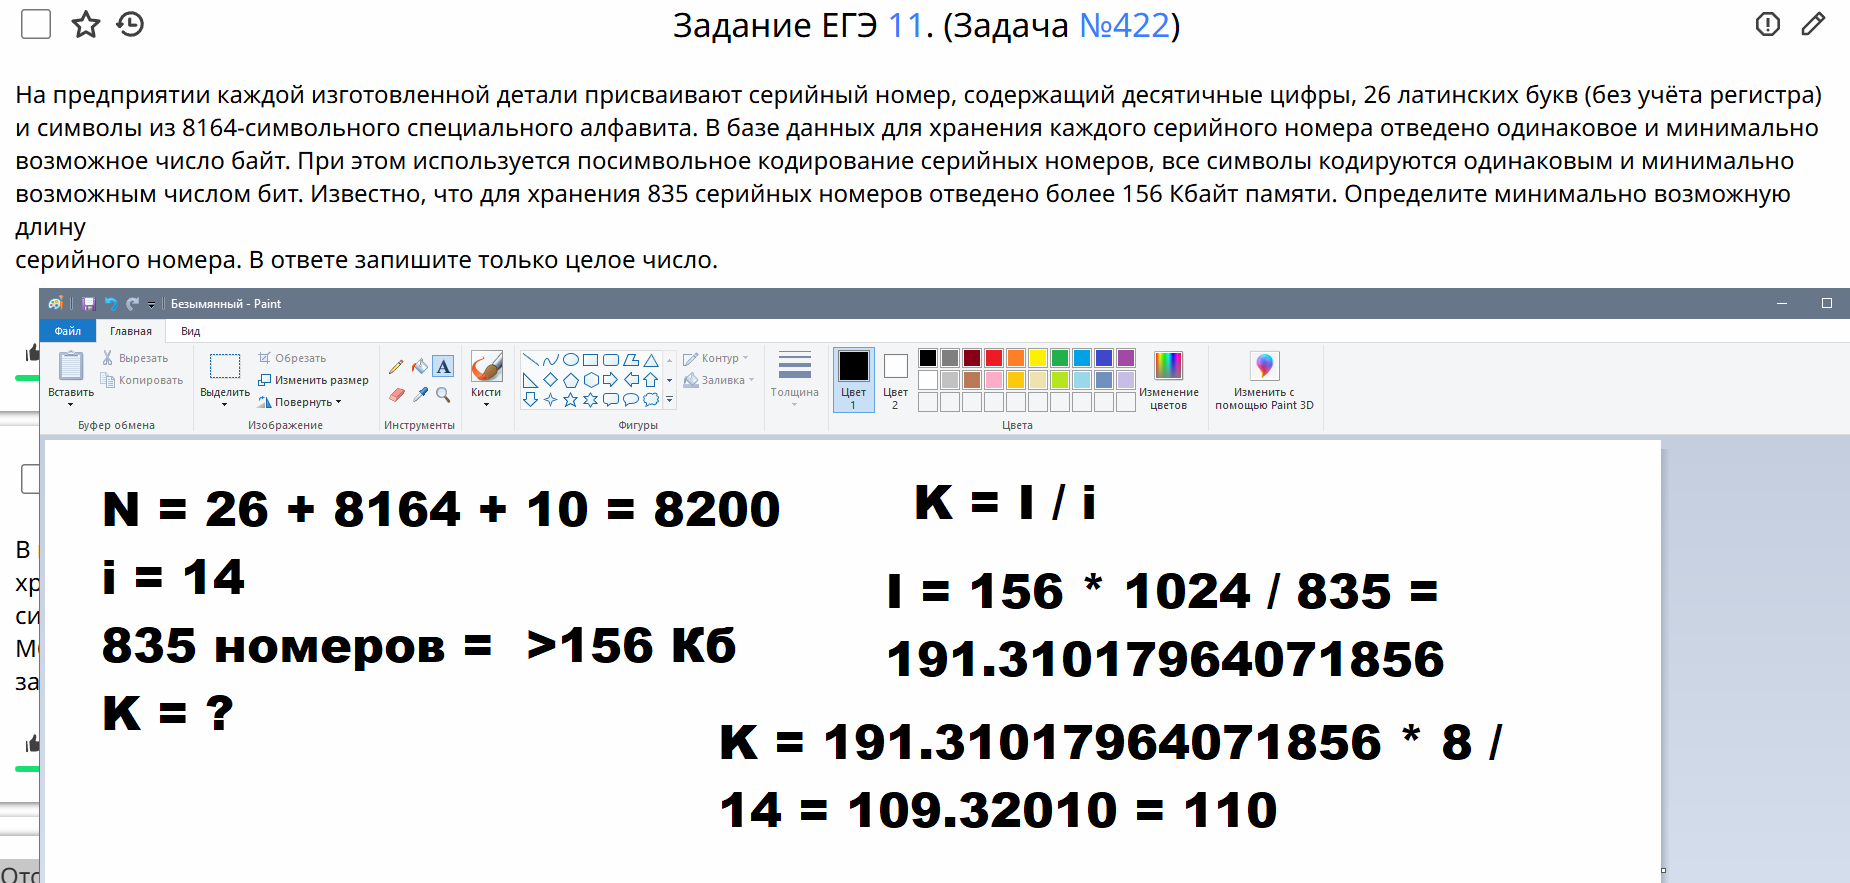 Задание ЕГЭ 11. (Задача №422)
На предприятии каждой изготовленной детали присваивают серийный номер, содержащий десятичные цифры, 26 латинских букв (без учёта регистра)
и символы из 8164-символьного специального алфавита. В базе данных для хранения каждого серийного номера отведено одинаковое и минимально
возможное число байт. При этом используется посимвольное кодирование серийных номеров, все символы кодируются одинаковым и минимально
возможным числом бит. Известно, что для хранения 835 серийных номеров отведено более 156 Кбайт памяти. Определите минимально возможную
длину
серийного номера. В ответе запишите только целое число.
Безымянный - Paint
Файл Главная Вид
Вставить
Вырезать
Копировать
Буфер обмена
Выделить
Обрезать
Изменить размер
Повернуть
Изображение
Инструменты
Кисти
Контур
Заливка
Фигуры
Толщина
Цвет 1
Цвет 2
Изменение цветов
Цвета
Изменить с помощью Paint 3D
N = 26 + 8164 + 10 = 8200
i = 14
835 номеров = >156 Кб
K = ?
K = I / i
I = 156 * 1024 / 835 =
191.31017964071856
K = 191.31017964071856 * 8 /
14 = 109.32010 = 110
В
хр
си
М
за
Отс